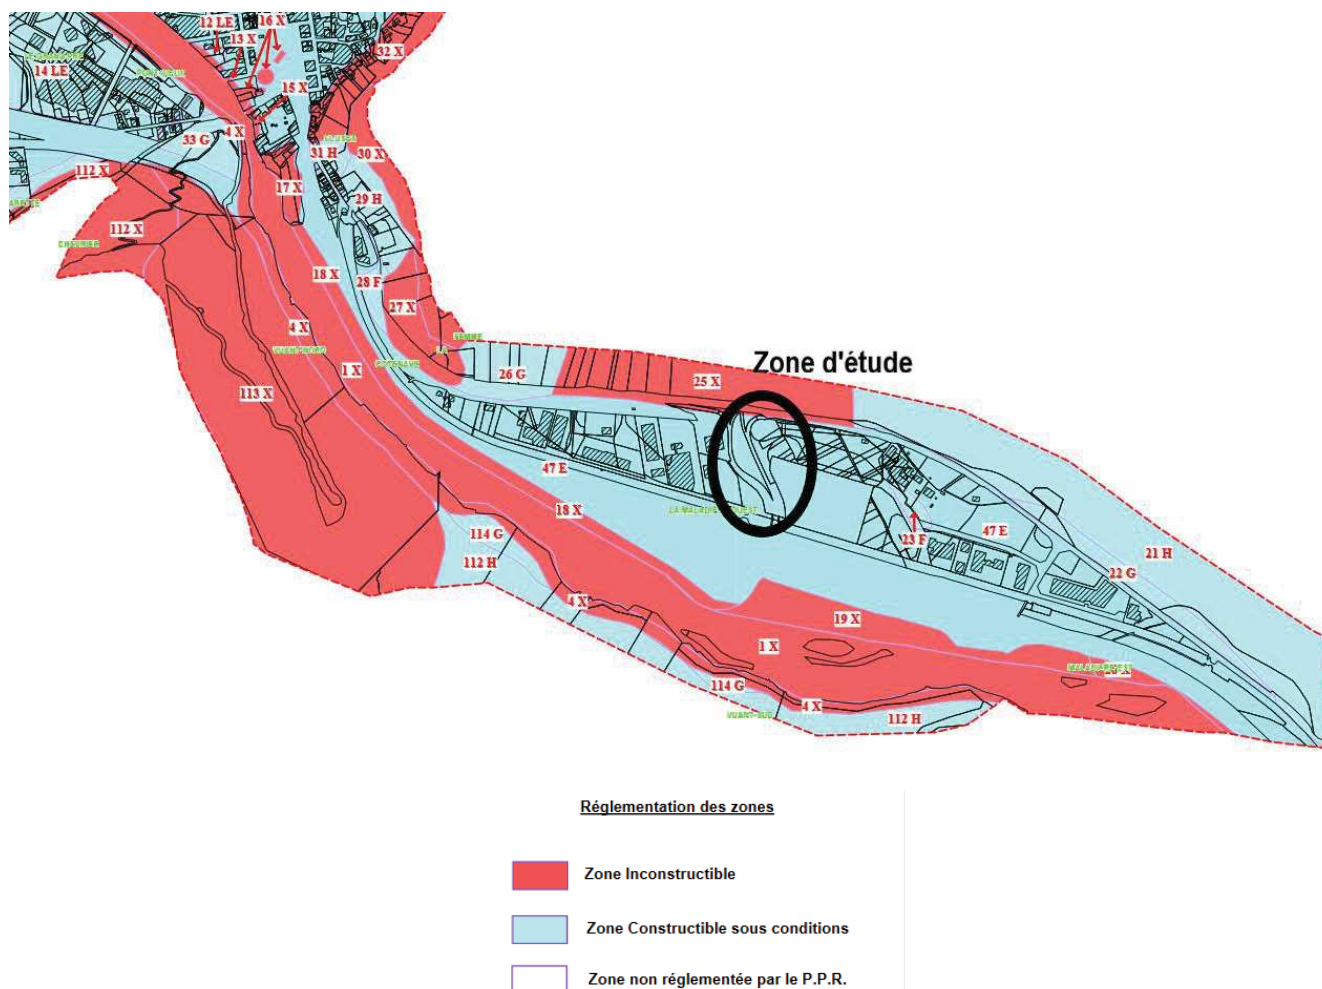 12 LE
16 X
13 X
32 X
14 LE
15 X
4 X
33 G
31 H
30 X
112 X
17 X
29 H
112 X
18 X
28 F
27 X
4 X
1 X
26 G
25 X
Zone d'étude
113 X
47 E
18 X
114 G
112 H
23 F
47 E
21 H
22 G
4 X
19 X
1 X
114 G
VUANT-SUD
4 X
112 H
Réglementation des zones
Zone Inconstructible
Zone Constructible sous conditions
Zone non réglementée par le P.P.R.